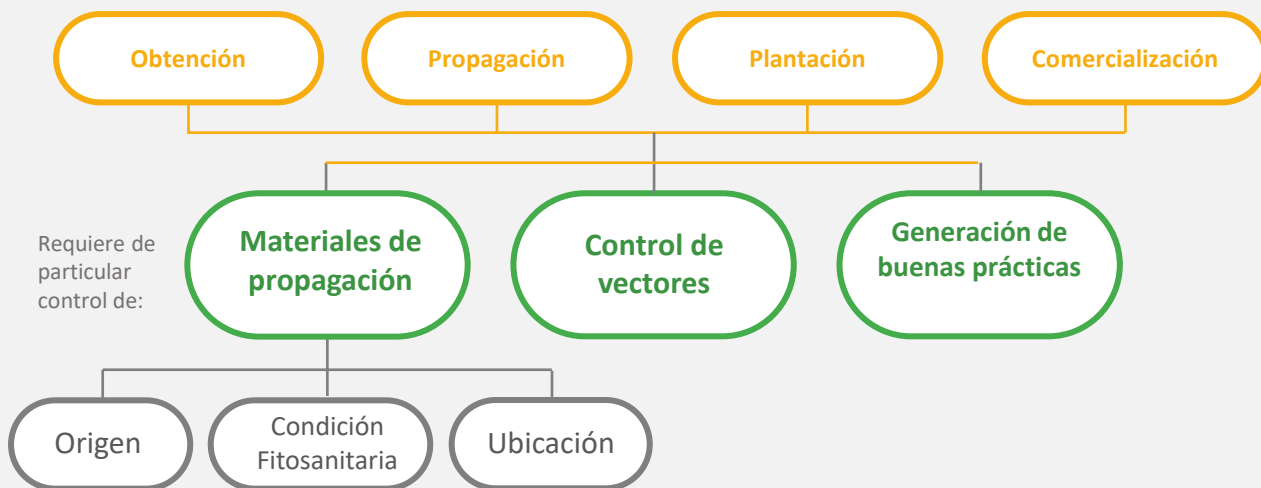 Obtención
Propagación
Plantación
Comercialización
Requiere de
particular
control de:
Materiales de
propagación
Control de
vectores
Generación de
buenas prácticas
Origen
Condición
Fitosanitaria
Ubicación